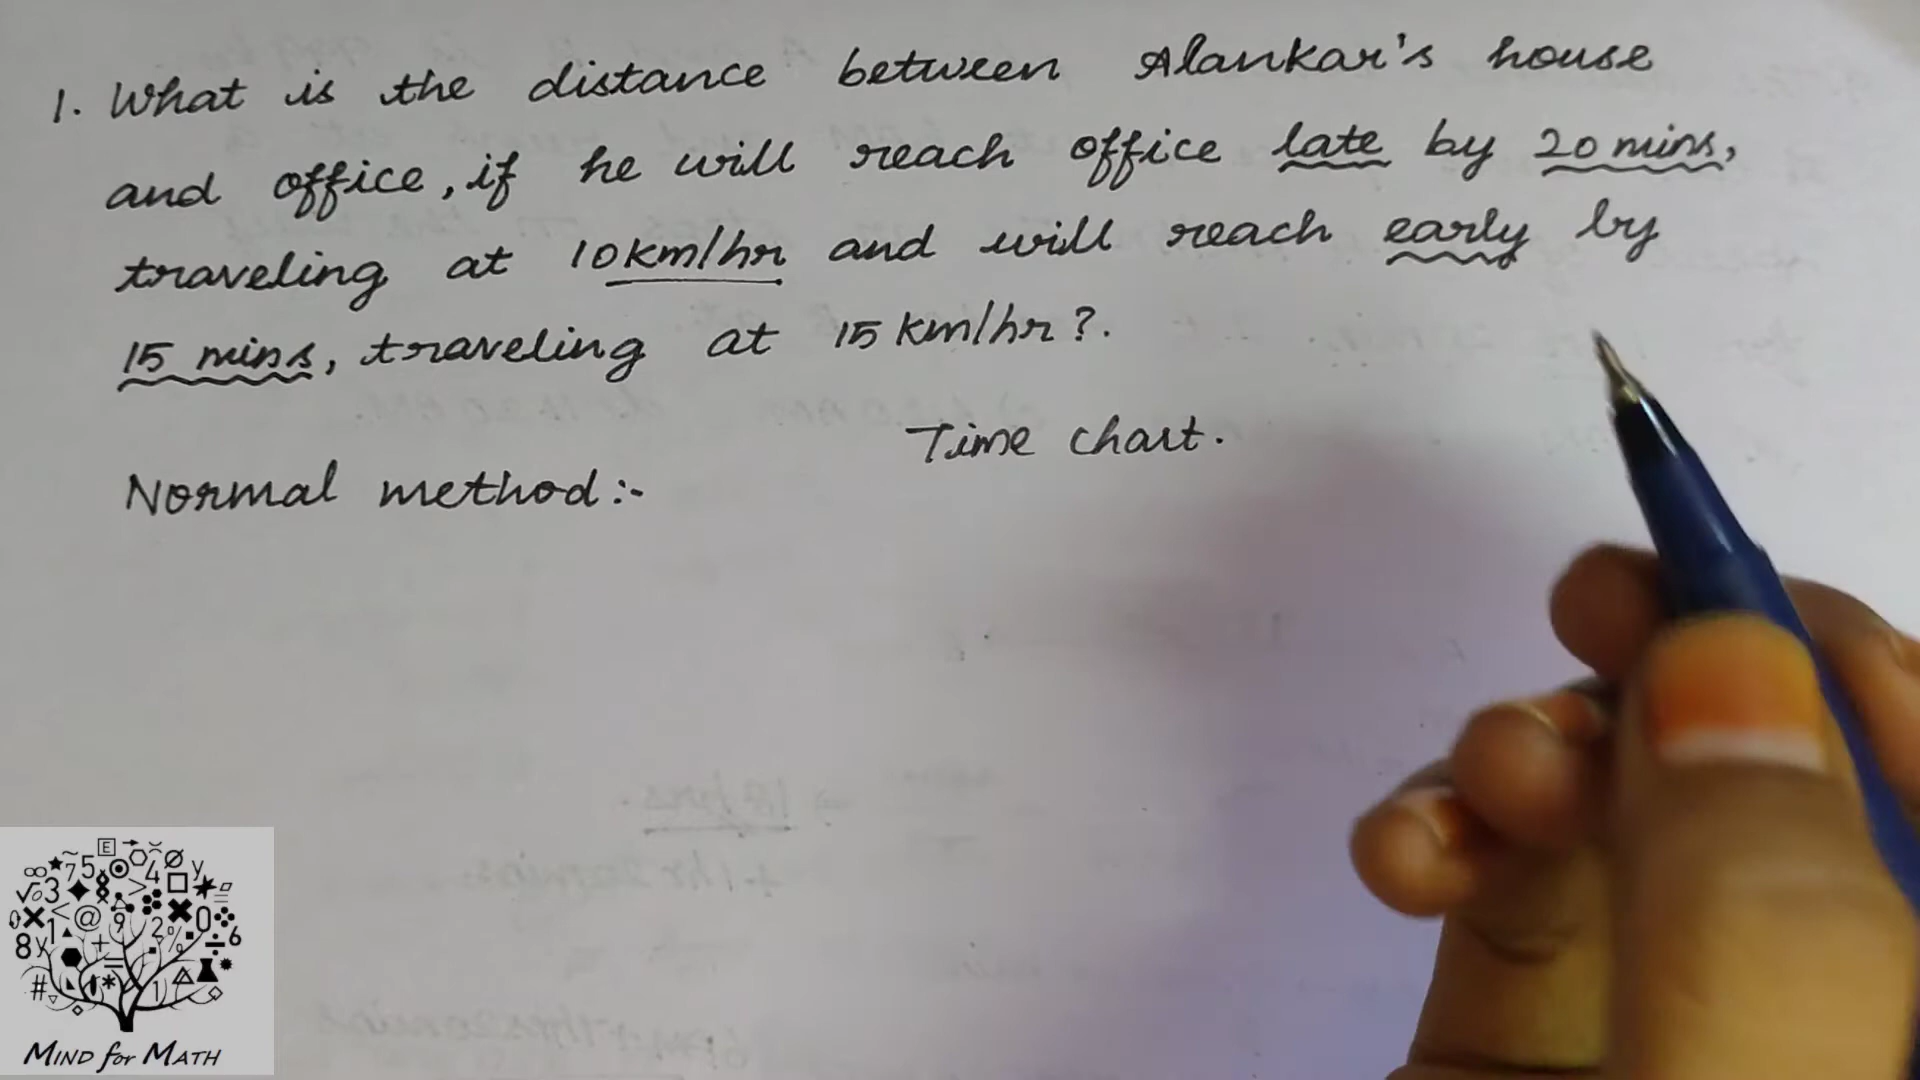 1. What is the distance between Alankar's house
and office, if he will reach office late by 20 mins,
traveling at 10km/hr and will reach early by
15 mins, traveling at 15 km/hr?.
Time chart.
Normal method:-
MIND for MATH